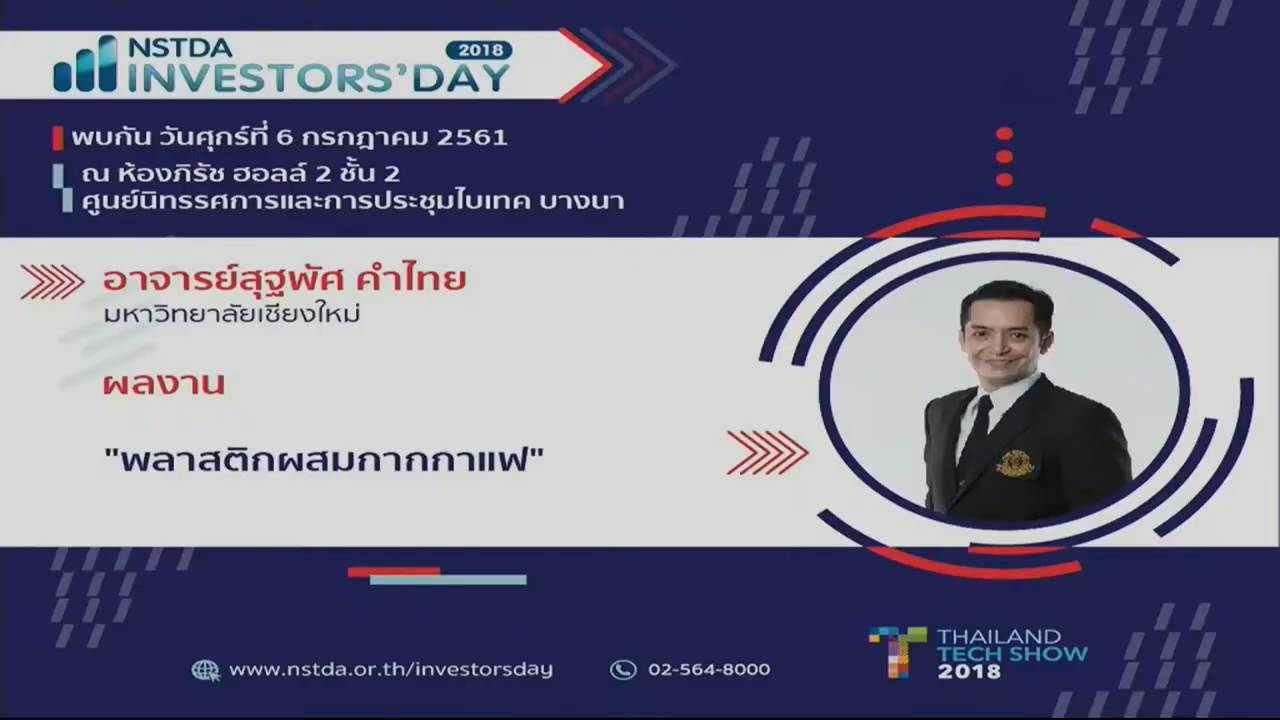 NSTDA
2018
INVESTORS' DAY
พบกัน วันศุกร์ที่ 6 กรกฎาคม 2561
ณ ห้องภิรัช ฮอลล์ 2 ชั้น 2
ศูนย์นิทรรศการและการประชุมไบเทค บางนา
อาจารย์สุฐพัศ คำไทย
มหาวิทยาลัยเชียงใหม่
ผลงาน
"พลาสติกผสมกากกาแฟ"
www.nstda.or.th/investorsday
02-564-8000
THAILAND
TECH SHOW
2018